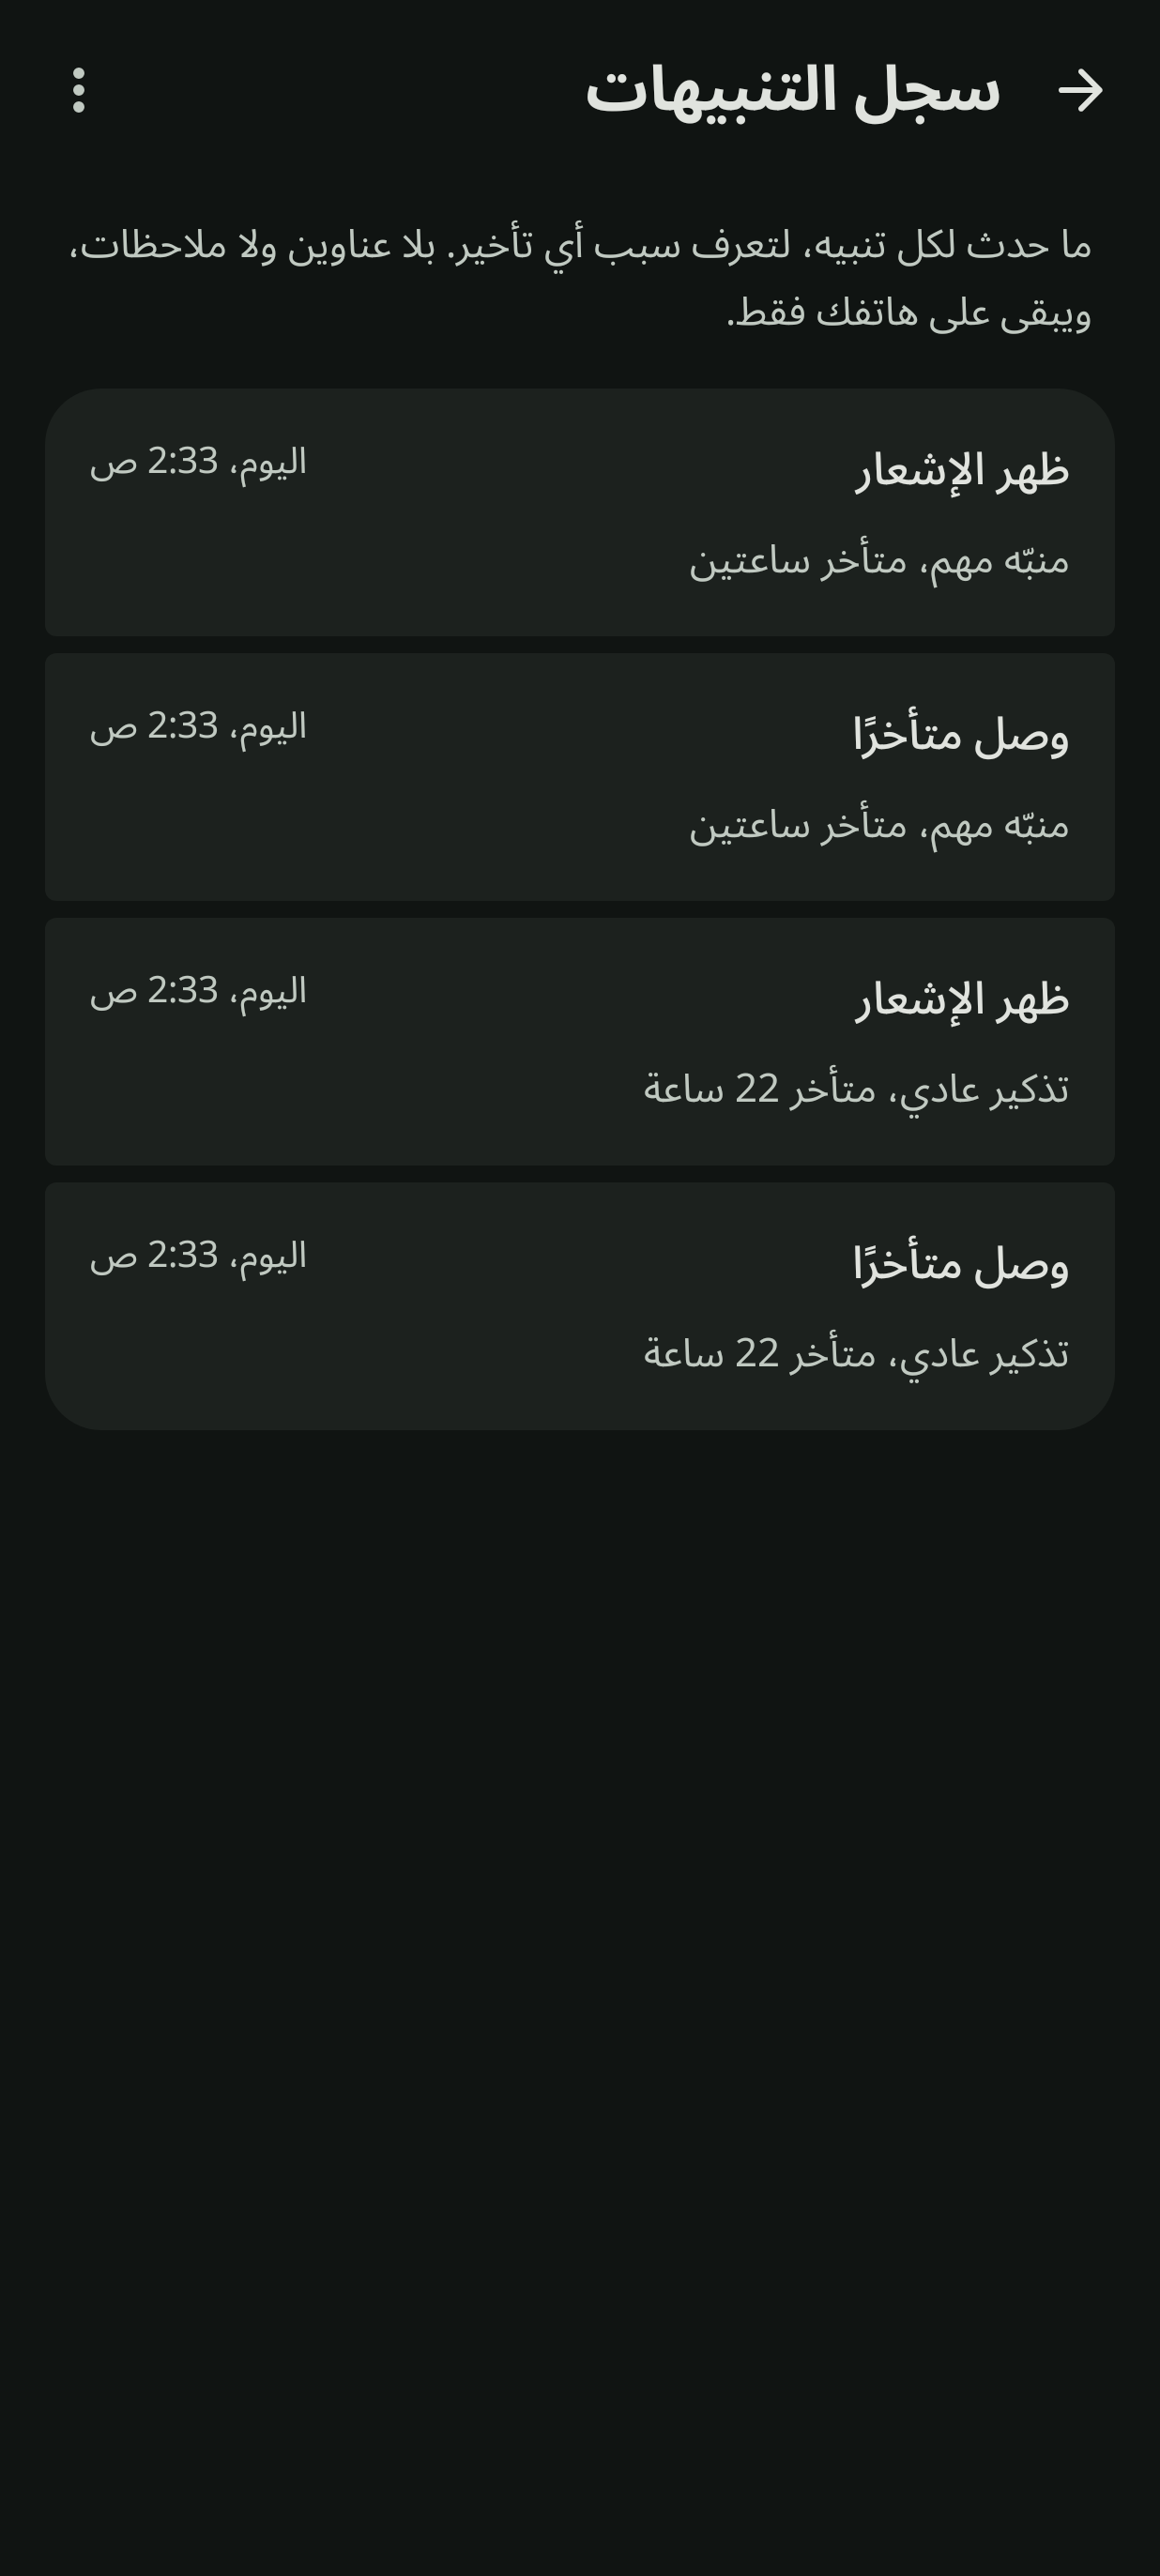 سجل التنبيهات
ما حدث لكل تنبيه، لتعرف سبب أي تأخير. بلا عناوين ولا ملاحظات،
ويبقى على هاتفك فقط.
ظهر الإشعار
اليوم، 2:33 ص
منبّه مهم، متأخر ساعتين
وصل متأخرًا
اليوم، 2:33 ص
منبّه مهم، متأخر ساعتين
ظهر الإشعار
اليوم، 2:33 ص
تذكير عادي، متأخر 22 ساعة
وصل متأخرًا
اليوم، 2:33 ص
تذكير عادي، متأخر 22 ساعة